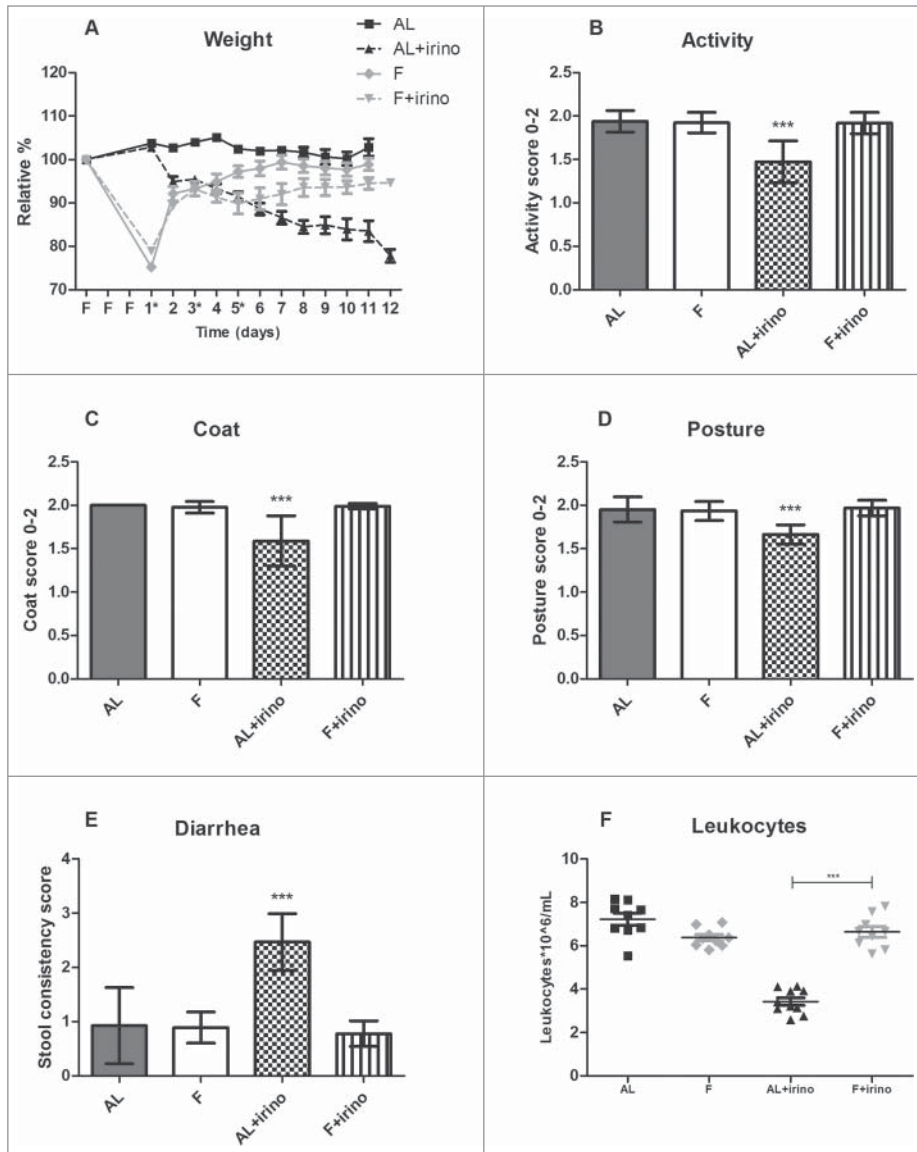 A
Weight
AL
AL+irino
F
F+irino
120
110
100
90
80
70
Relative %
F F F 1* 2 3* 4 5* 6 7 8 9 10 11 12
Time (days)
B
Activity
2.5
2.0
1.5
1.0
0.5
0.0
Activity score 0-2
***
AL F AL+irino F+irino
C
Coat
2.5
2.0
1.5
1.0
0.5
0.0
Coat score 0-2
***
AL F AL+irino F+irino
D
Posture
2.5
2.0
1.5
1.0
0.5
0.0
Posture score 0-2
***
AL F AL+irino F+irino
E
Diarrhea
4
3
2
1
0
Stool consistency score
***
AL F AL+irino F+irino
F
Leukocytes
10
8
6
4
2
0
Leukocytes*10^6/mL
***
AL F AL+irino F+irino